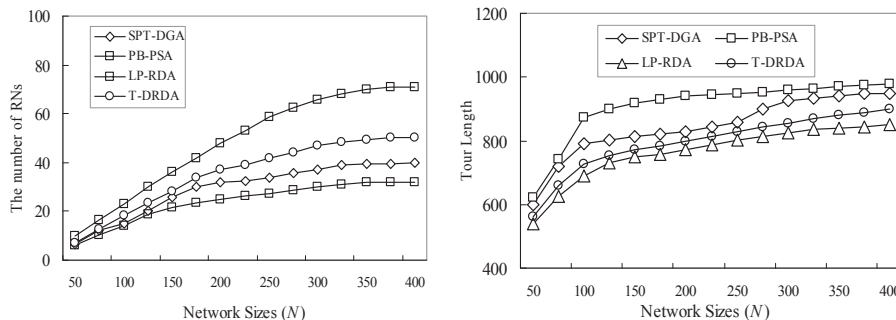 100
80
60
40
20
0
The number of RNs
SPT-DGA
PB-PSA
LP-RDA
T-DRDA
50 100 150 200 250 300 350 400
Network Sizes (N)
1200
1000
800
600
400
Tour Length
SPT-DGA PB-PSA
LP-RDA T-DRDA
50 100 150 200 250 300 350 400
Network Sizes (N)